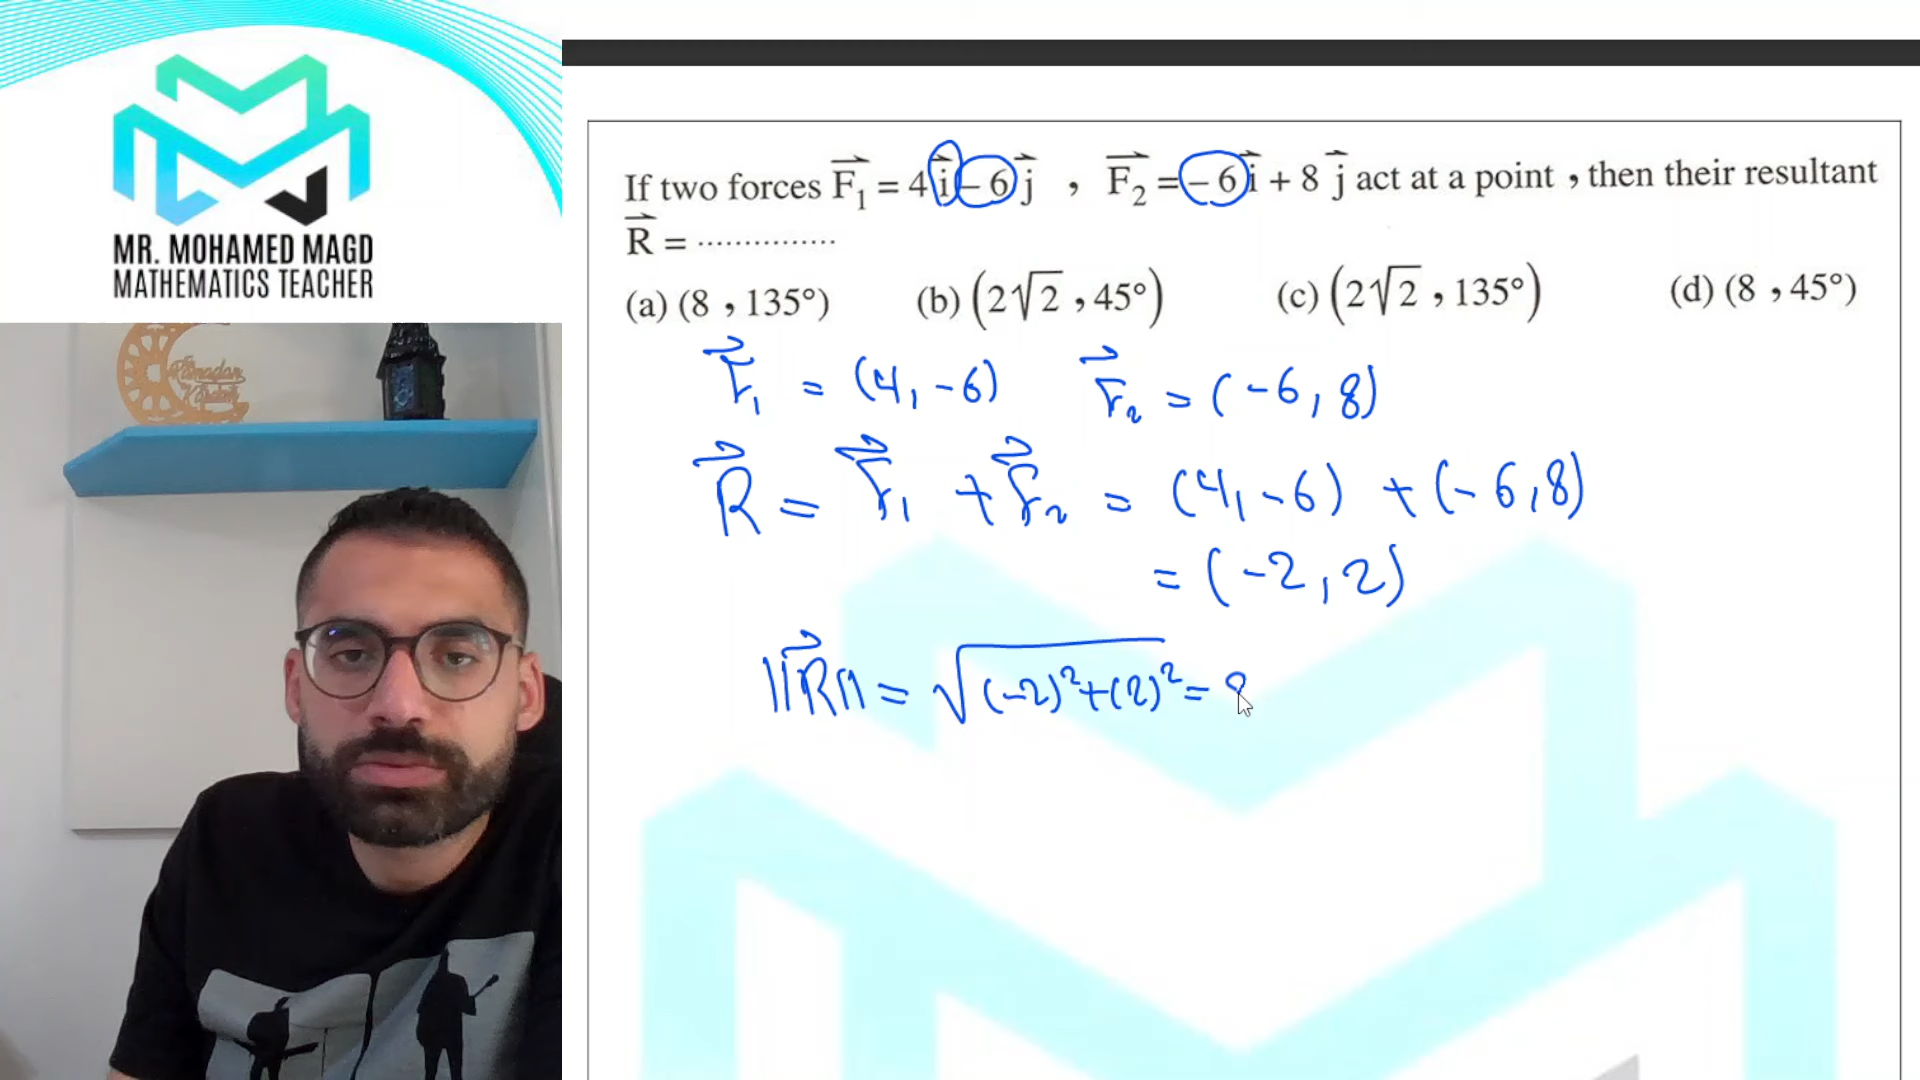 MR. MOHAMED MAGD
MATHEMATICS TEACHER
Ramadan
If two forces F₁ = 4 i − 6 j , F₂ = − 6 i + 8 j act at a point , then their resultant
R = ...............
(a) (8 , 135°) (b) (2√2 , 45°) (c) (2√2 , 135°) (d) (8 , 45°)
F₁ = (4, -6) F₂ = (-6, 8)
R = F₁ + F₂ = (4, -6) + (-6, 8)
= (-2, 2)
||R|| = √(-2)²+(2)² =